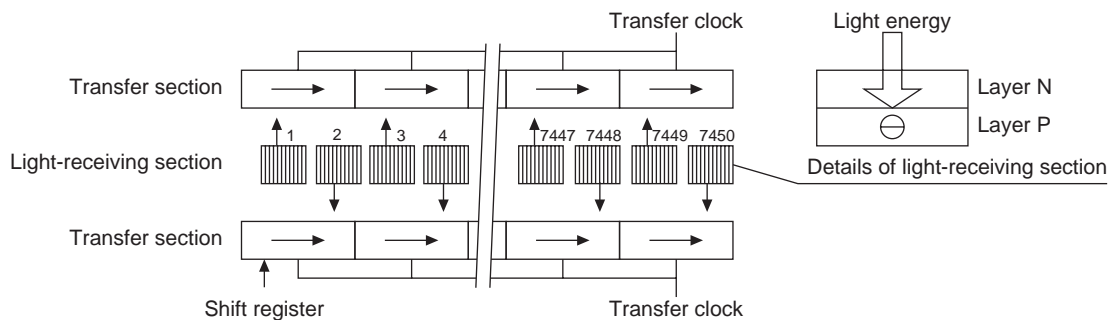 Transfer clock
Light energy
Transfer section
Layer N
Layer P
1 2 3 4 7447 7448 7449 7450
Light-receiving section
Details of light-receiving section
Transfer section
Shift register
Transfer clock